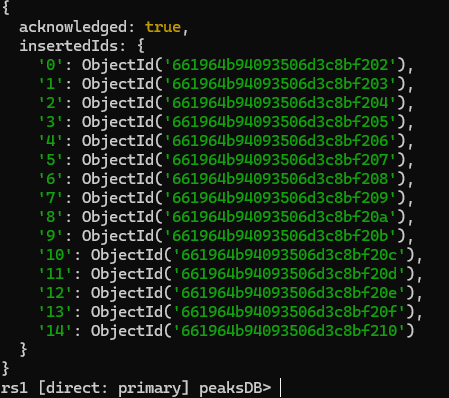 {
  acknowledged: true,
  insertedIds: {
    '0': ObjectId('661964b94093506d3c8bf202'),
    '1': ObjectId('661964b94093506d3c8bf203'),
    '2': ObjectId('661964b94093506d3c8bf204'),
    '3': ObjectId('661964b94093506d3c8bf205'),
    '4': ObjectId('661964b94093506d3c8bf206'),
    '5': ObjectId('661964b94093506d3c8bf207'),
    '6': ObjectId('661964b94093506d3c8bf208'),
    '7': ObjectId('661964b94093506d3c8bf209'),
    '8': ObjectId('661964b94093506d3c8bf20a'),
    '9': ObjectId('661964b94093506d3c8bf20b'),
    '10': ObjectId('661964b94093506d3c8bf20c'),
    '11': ObjectId('661964b94093506d3c8bf20d'),
    '12': ObjectId('661964b94093506d3c8bf20e'),
    '13': ObjectId('661964b94093506d3c8bf20f'),
    '14': ObjectId('661964b94093506d3c8bf210')
  }
}
rs1 [direct: primary] peaksDB>